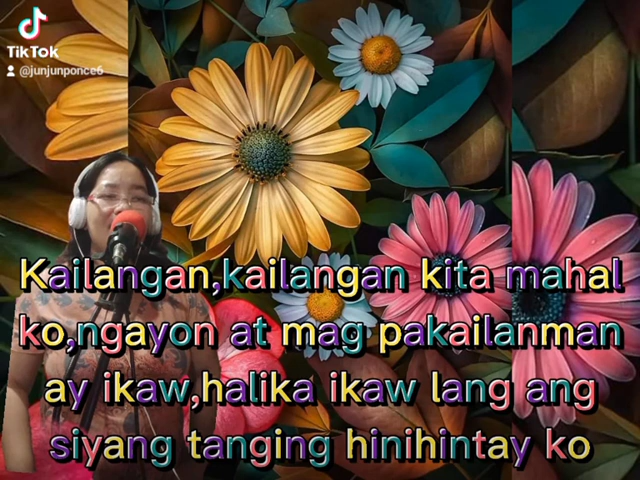 TikTok
@junjunponce6
Kailangan,kailangan kita mahal
ko,ngayon at mag pakailanman
ay ikaw,halika ikaw lang ang
siyang tanging hinihintay ko